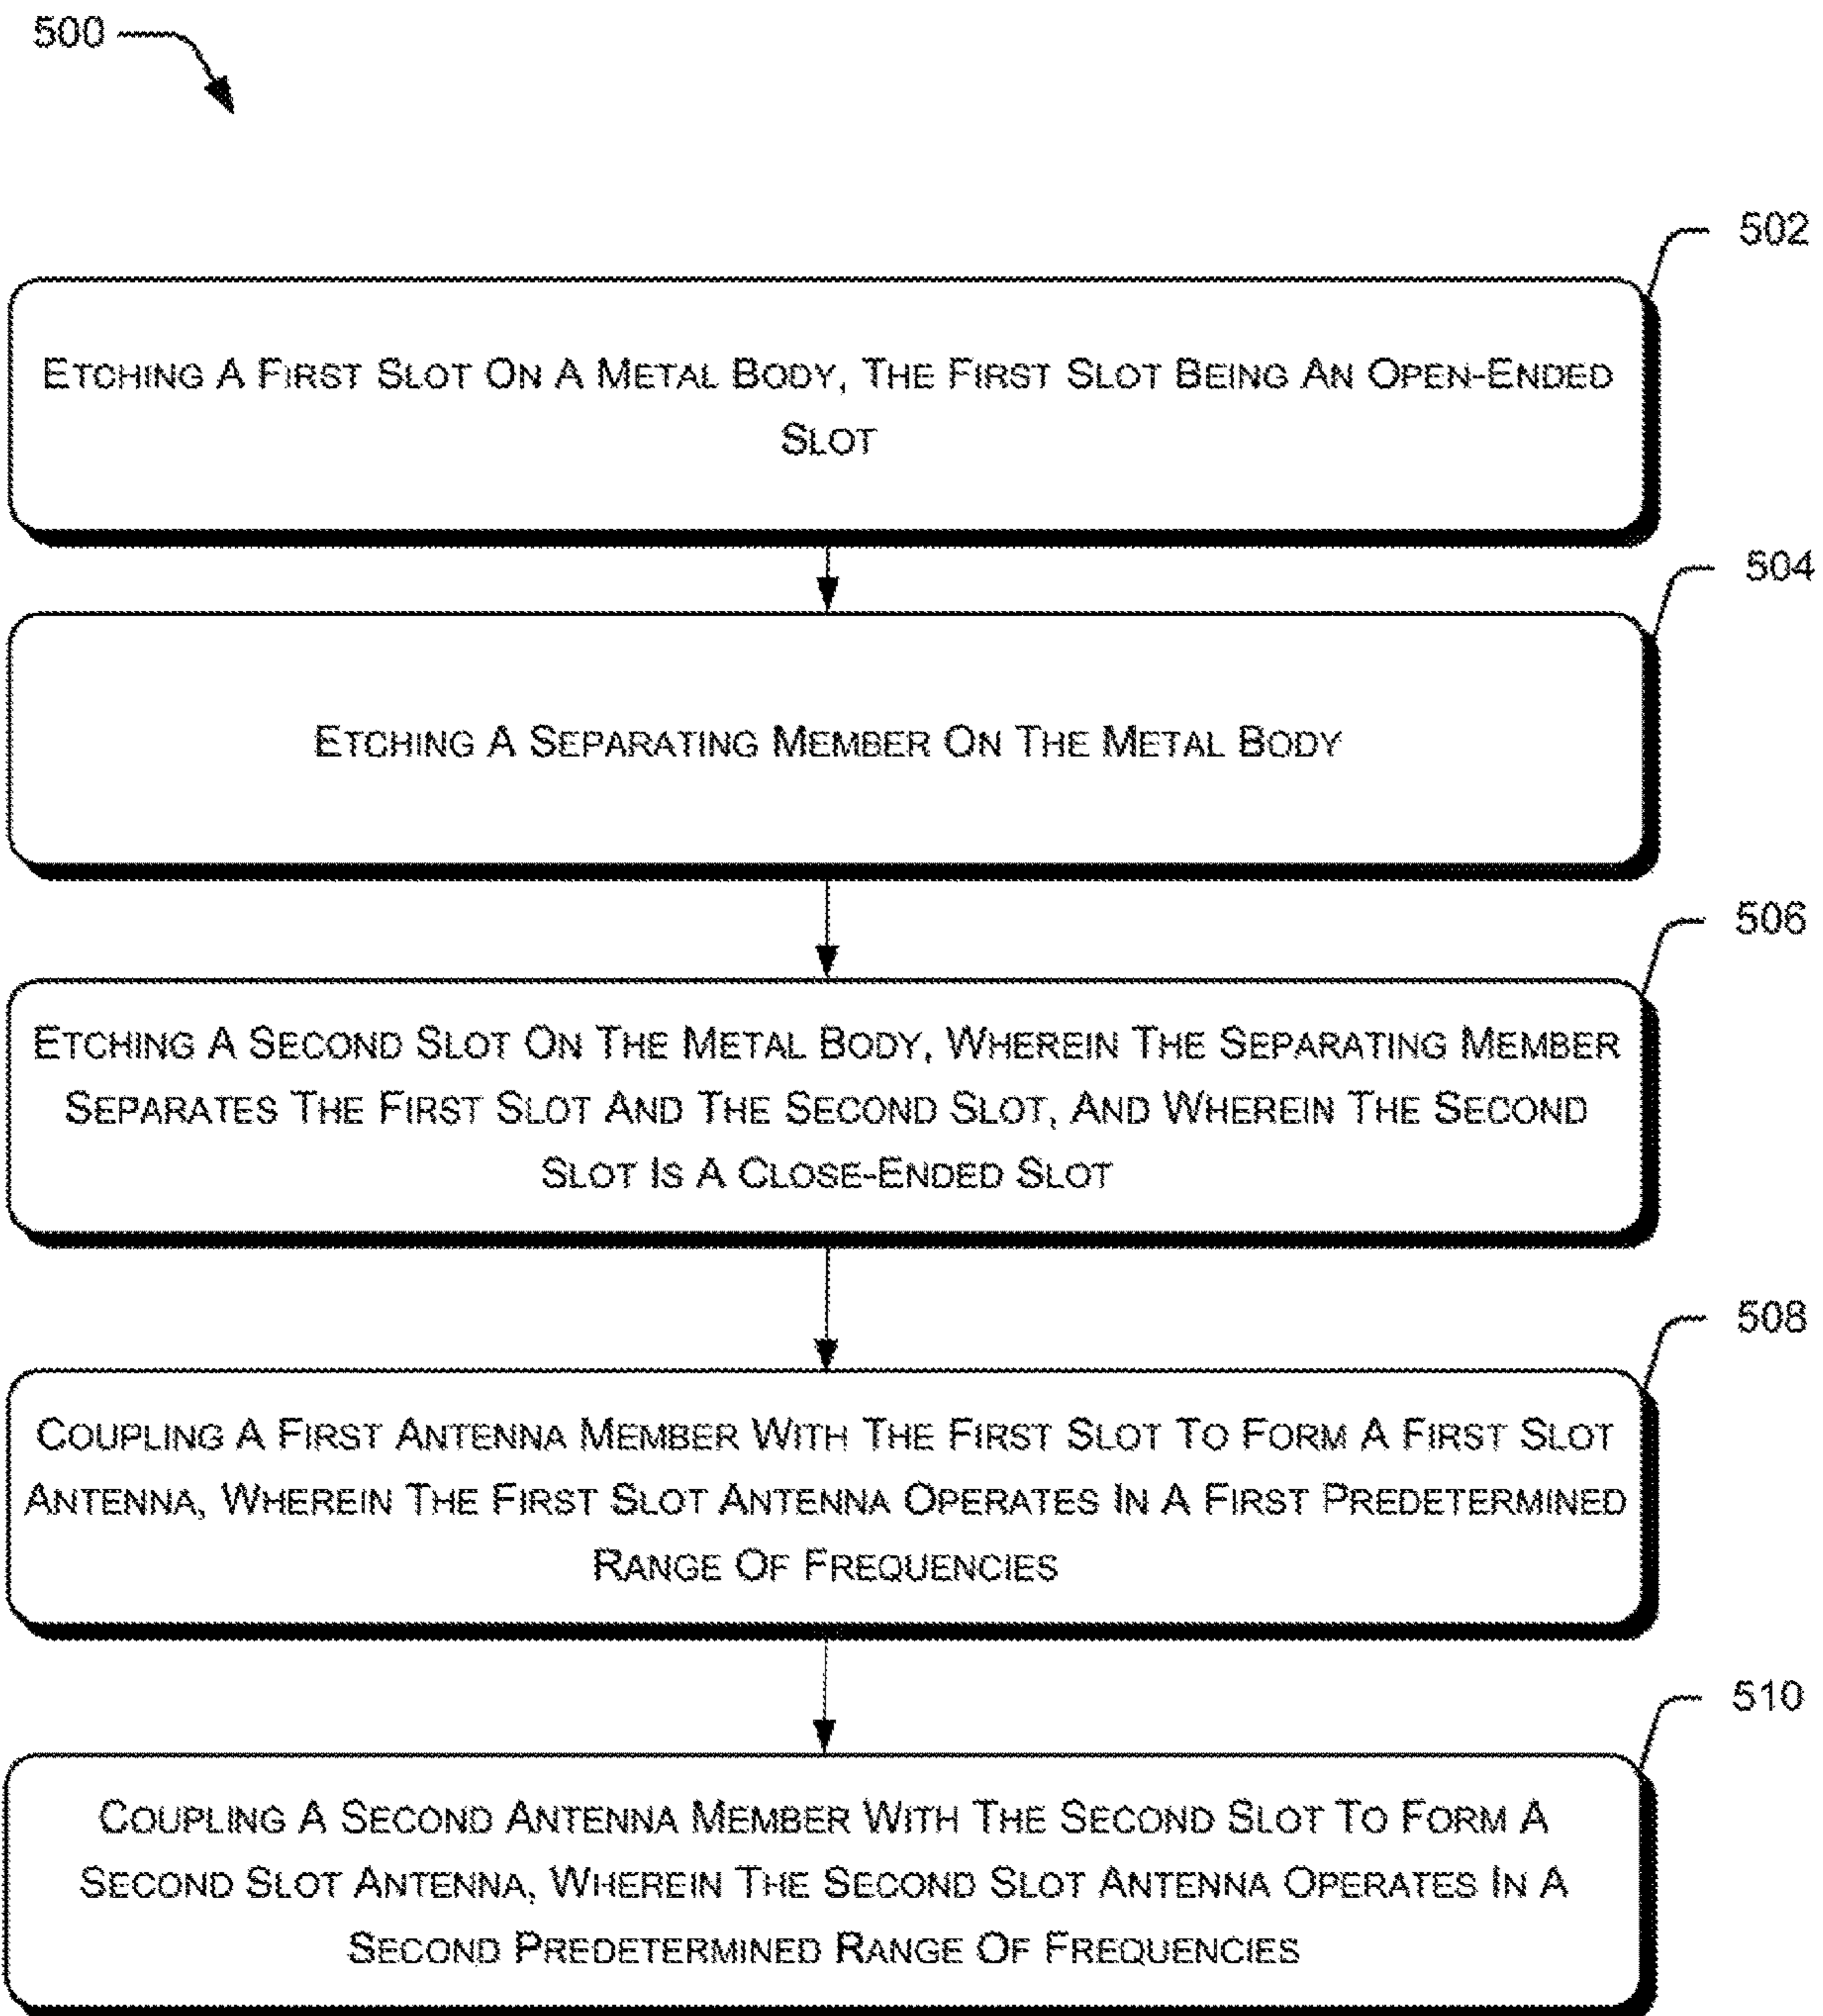 500
502
ETCHING A FIRST SLOT ON A METAL BODY, THE FIRST SLOT BEING AN OPEN-ENDED
SLOT
504
ETCHING A SEPARATING MEMBER ON THE METAL BODY
506
ETCHING A SECOND SLOT ON THE METAL BODY, WHEREIN THE SEPARATING MEMBER
SEPARATES THE FIRST SLOT AND THE SECOND SLOT, AND WHEREIN THE SECOND
SLOT IS A CLOSE-ENDED SLOT
508
COUPLING A FIRST ANTENNA MEMBER WITH THE FIRST SLOT TO FORM A FIRST SLOT
ANTENNA, WHEREIN THE FIRST SLOT ANTENNA OPERATES IN A FIRST PREDETERMINED
RANGE OF FREQUENCIES
510
COUPLING A SECOND ANTENNA MEMBER WITH THE SECOND SLOT TO FORM A
SECOND SLOT ANTENNA, WHEREIN THE SECOND SLOT ANTENNA OPERATES IN A
SECOND PREDETERMINED RANGE OF FREQUENCIES